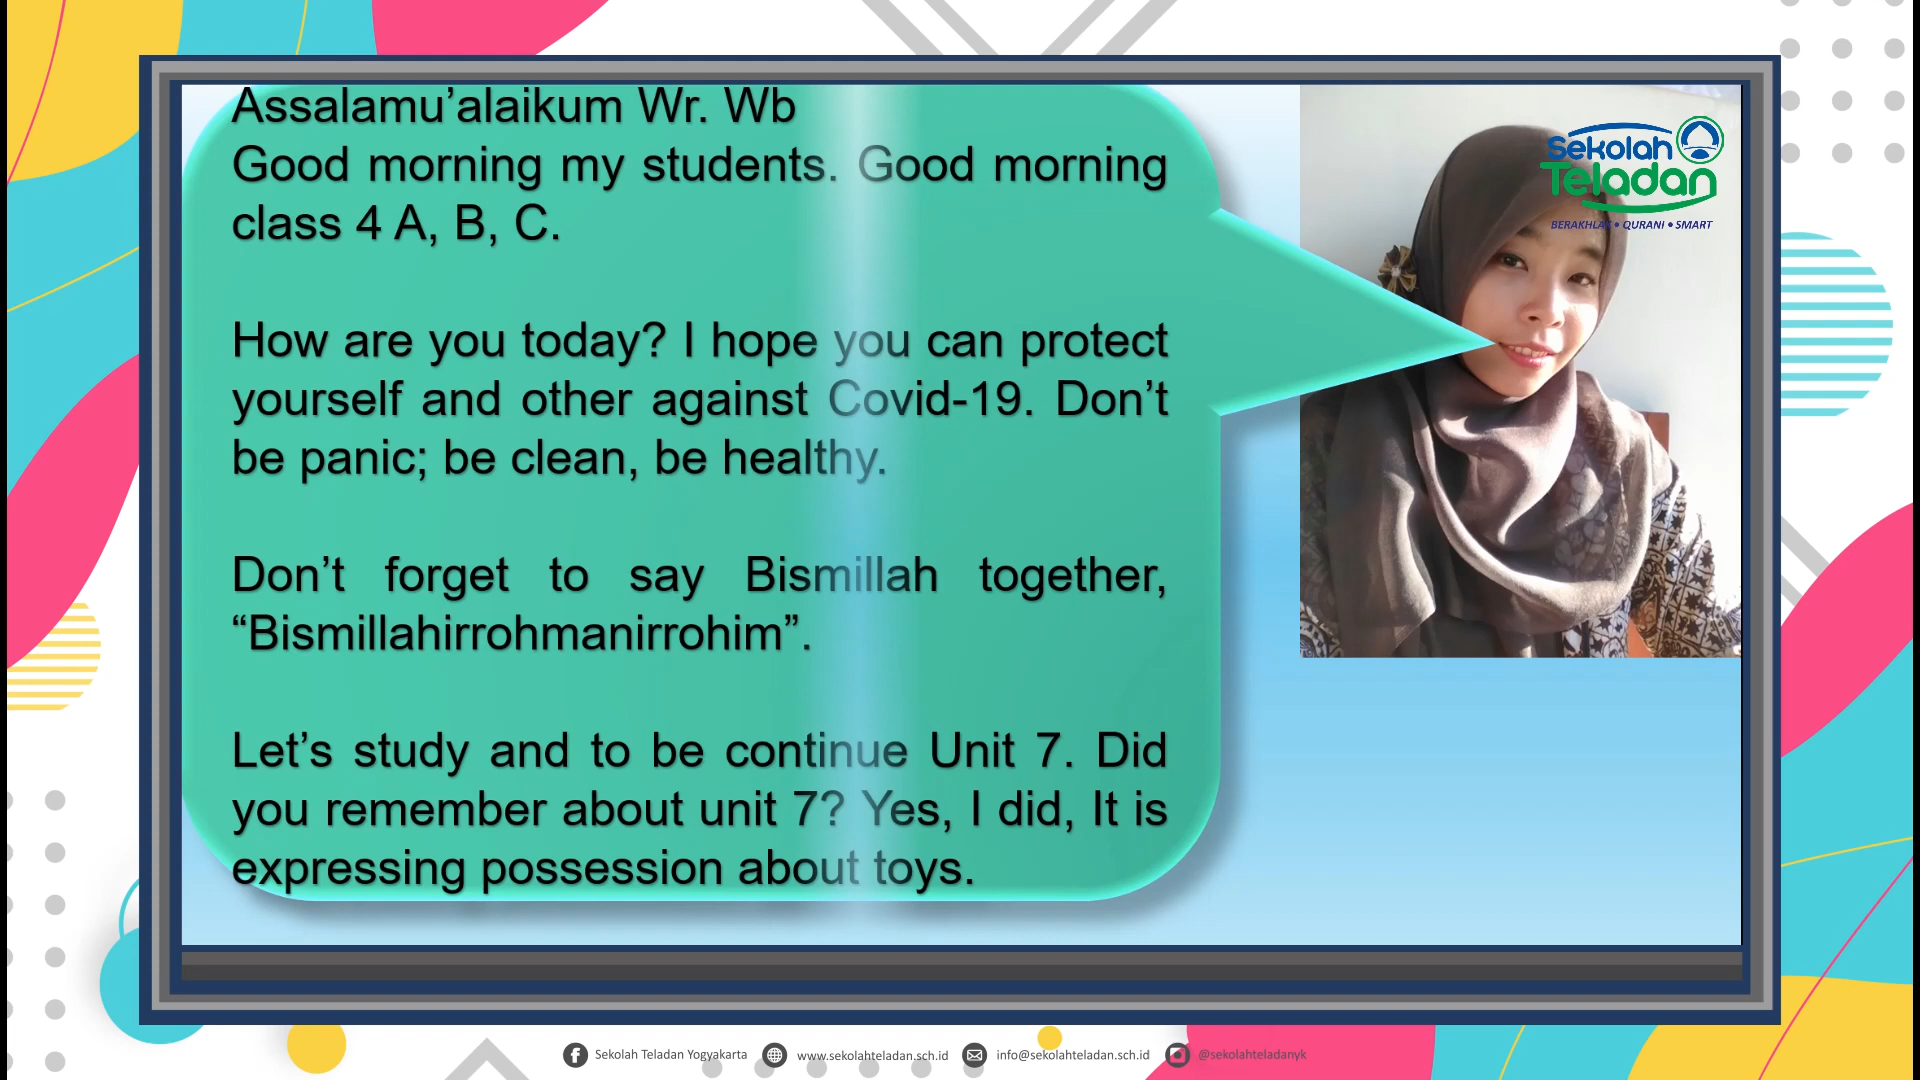 Assalamu’alaikum Wr. Wb
Good morning my students. Good morning
class 4 A, B, C.
How are you today? I hope you can protect
yourself and other against Covid-19. Don’t
be panic; be clean, be healthy.
Don’t forget to say Bismillah together,
“Bismillahirrohmanirrohim”.
Let’s study and to be continue Unit 7. Did
you remember about unit 7? Yes, I did, It is
expressing possession about toys.
Sekolah
Teladan
BERAKHLAK • QURANI • SMART
Sekolah Teladan Yogyakarta
www.sekolahteladan.sch.id
info@sekolahteladan.sch.id
@sekolahteladanyk